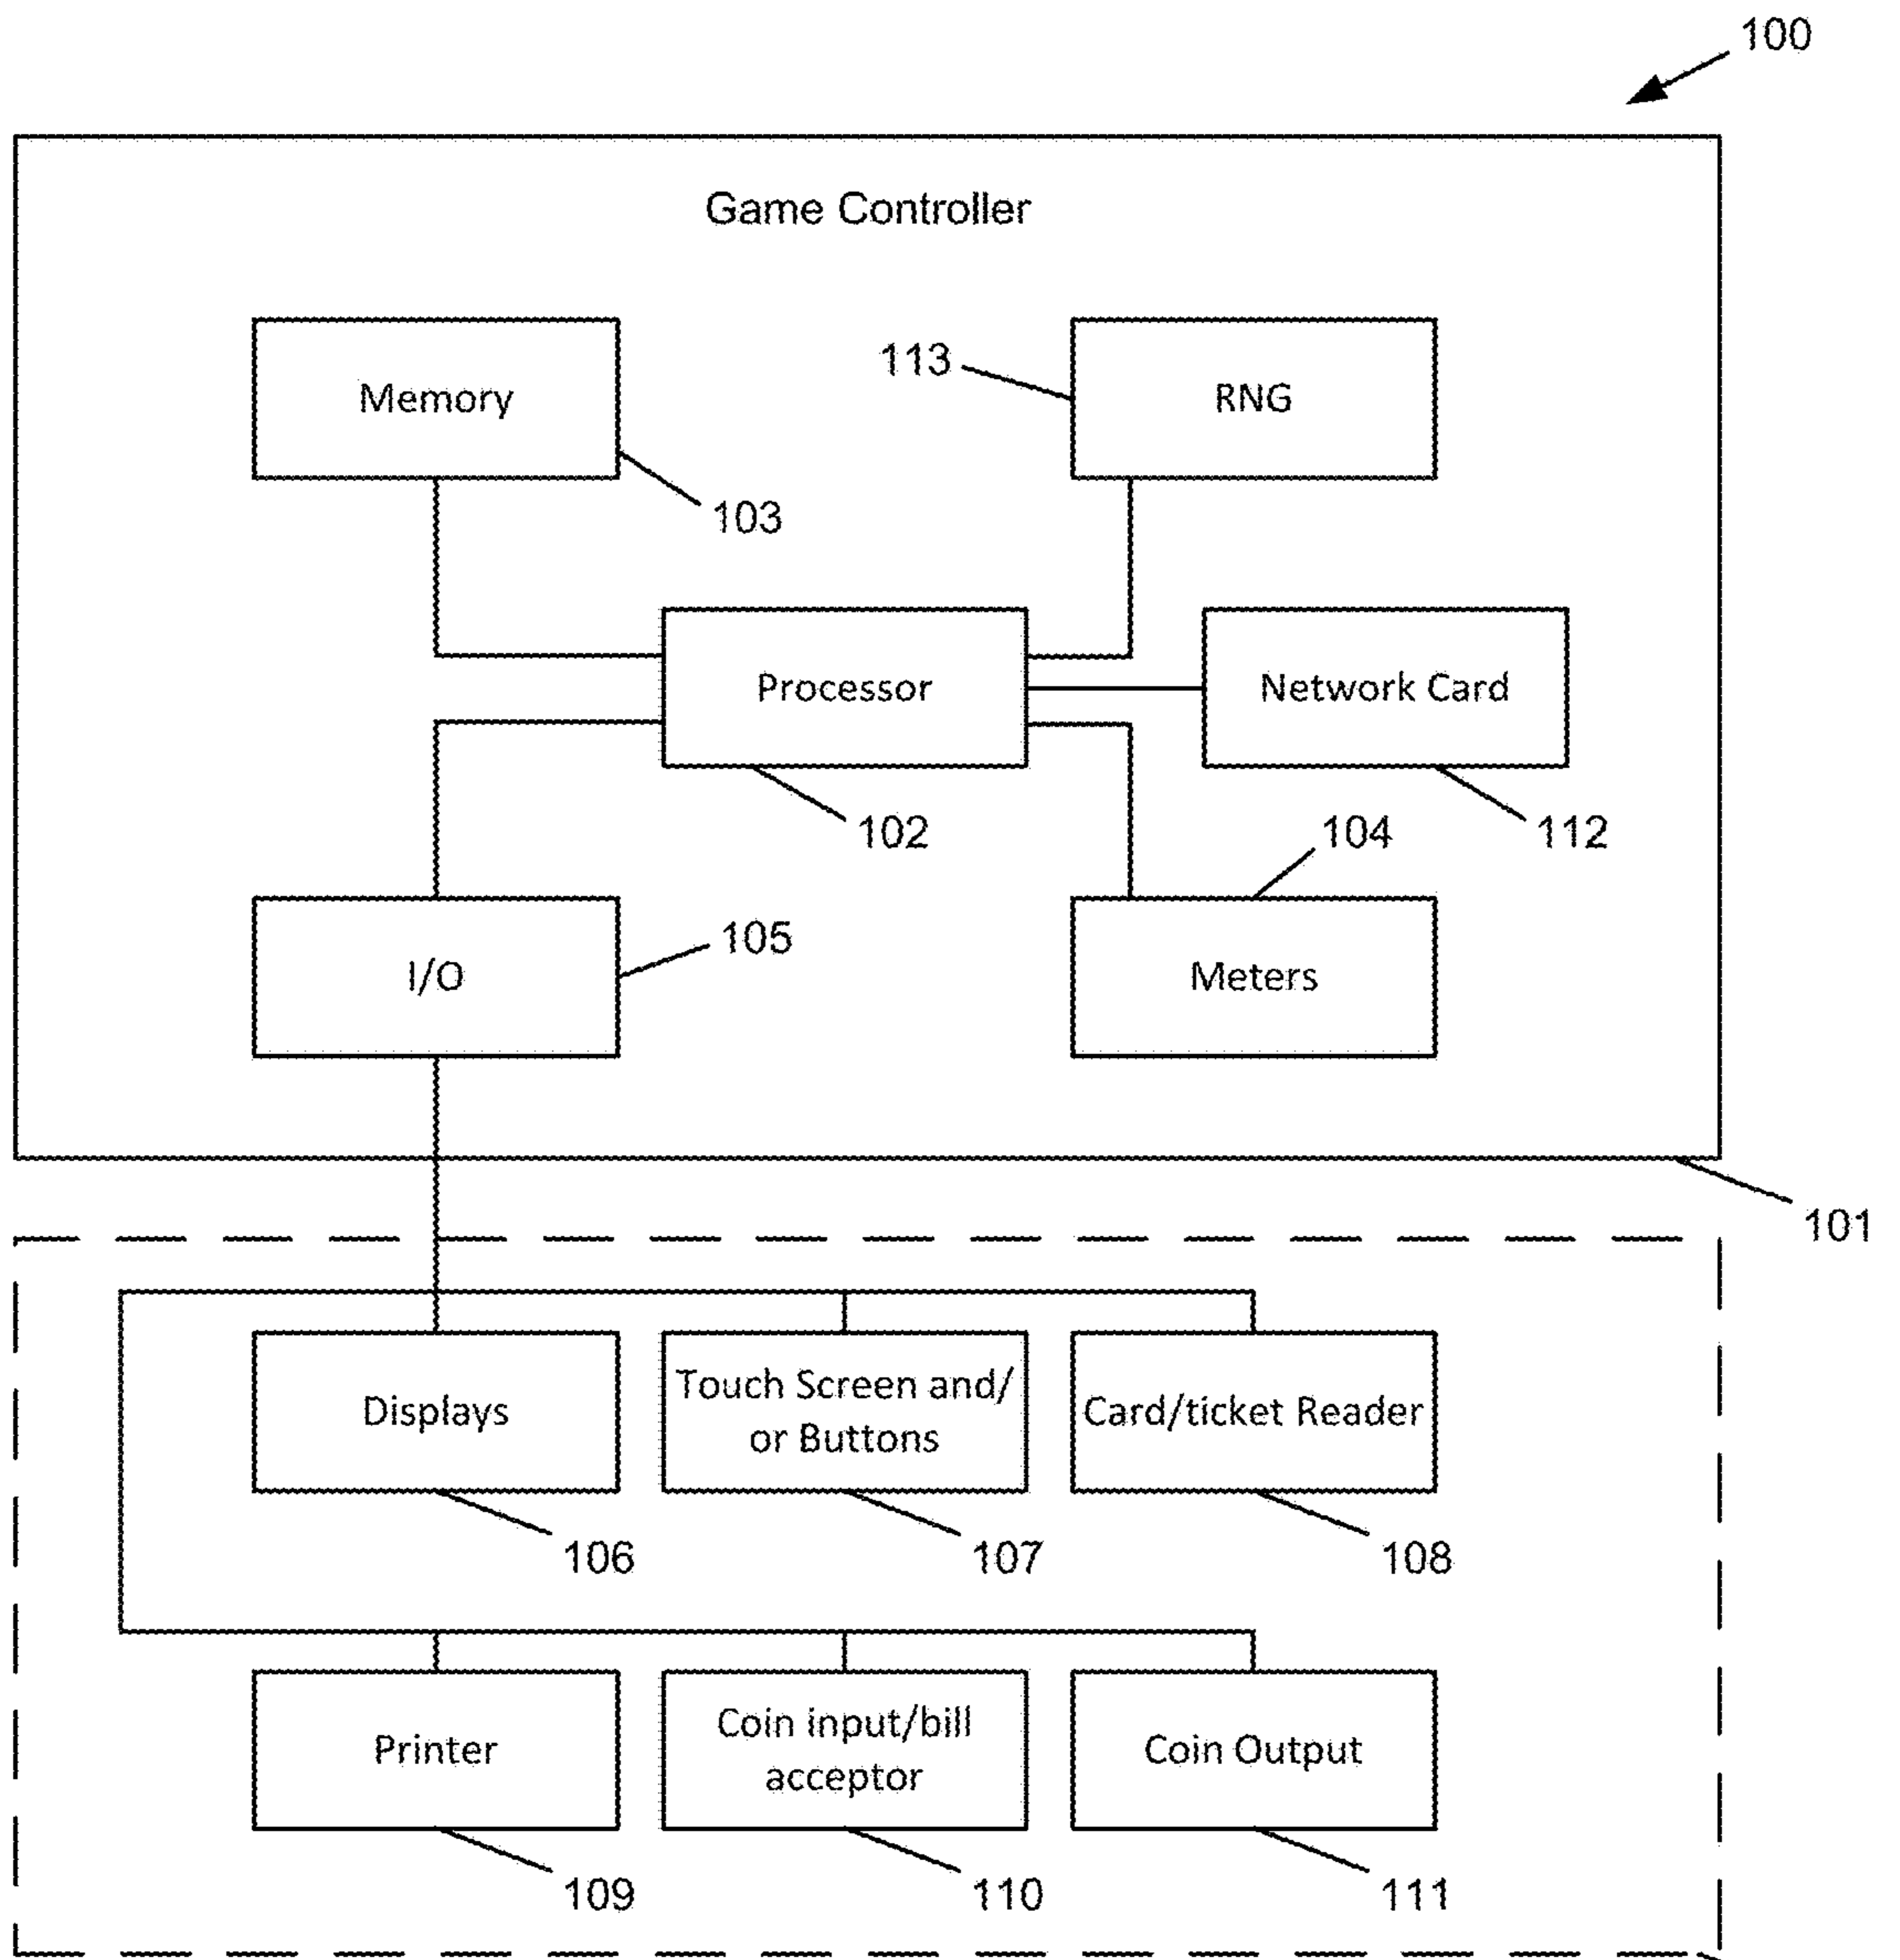 100
Game Controller
Memory
113
RNG
103
Processor
Network Card
102
104
112
I/O
105
Meters
101
Displays
Touch Screen and/
or Buttons
Card/ticket Reader
106
107
108
Printer
Coin input/bill
acceptor
Coin Output
109
110
111